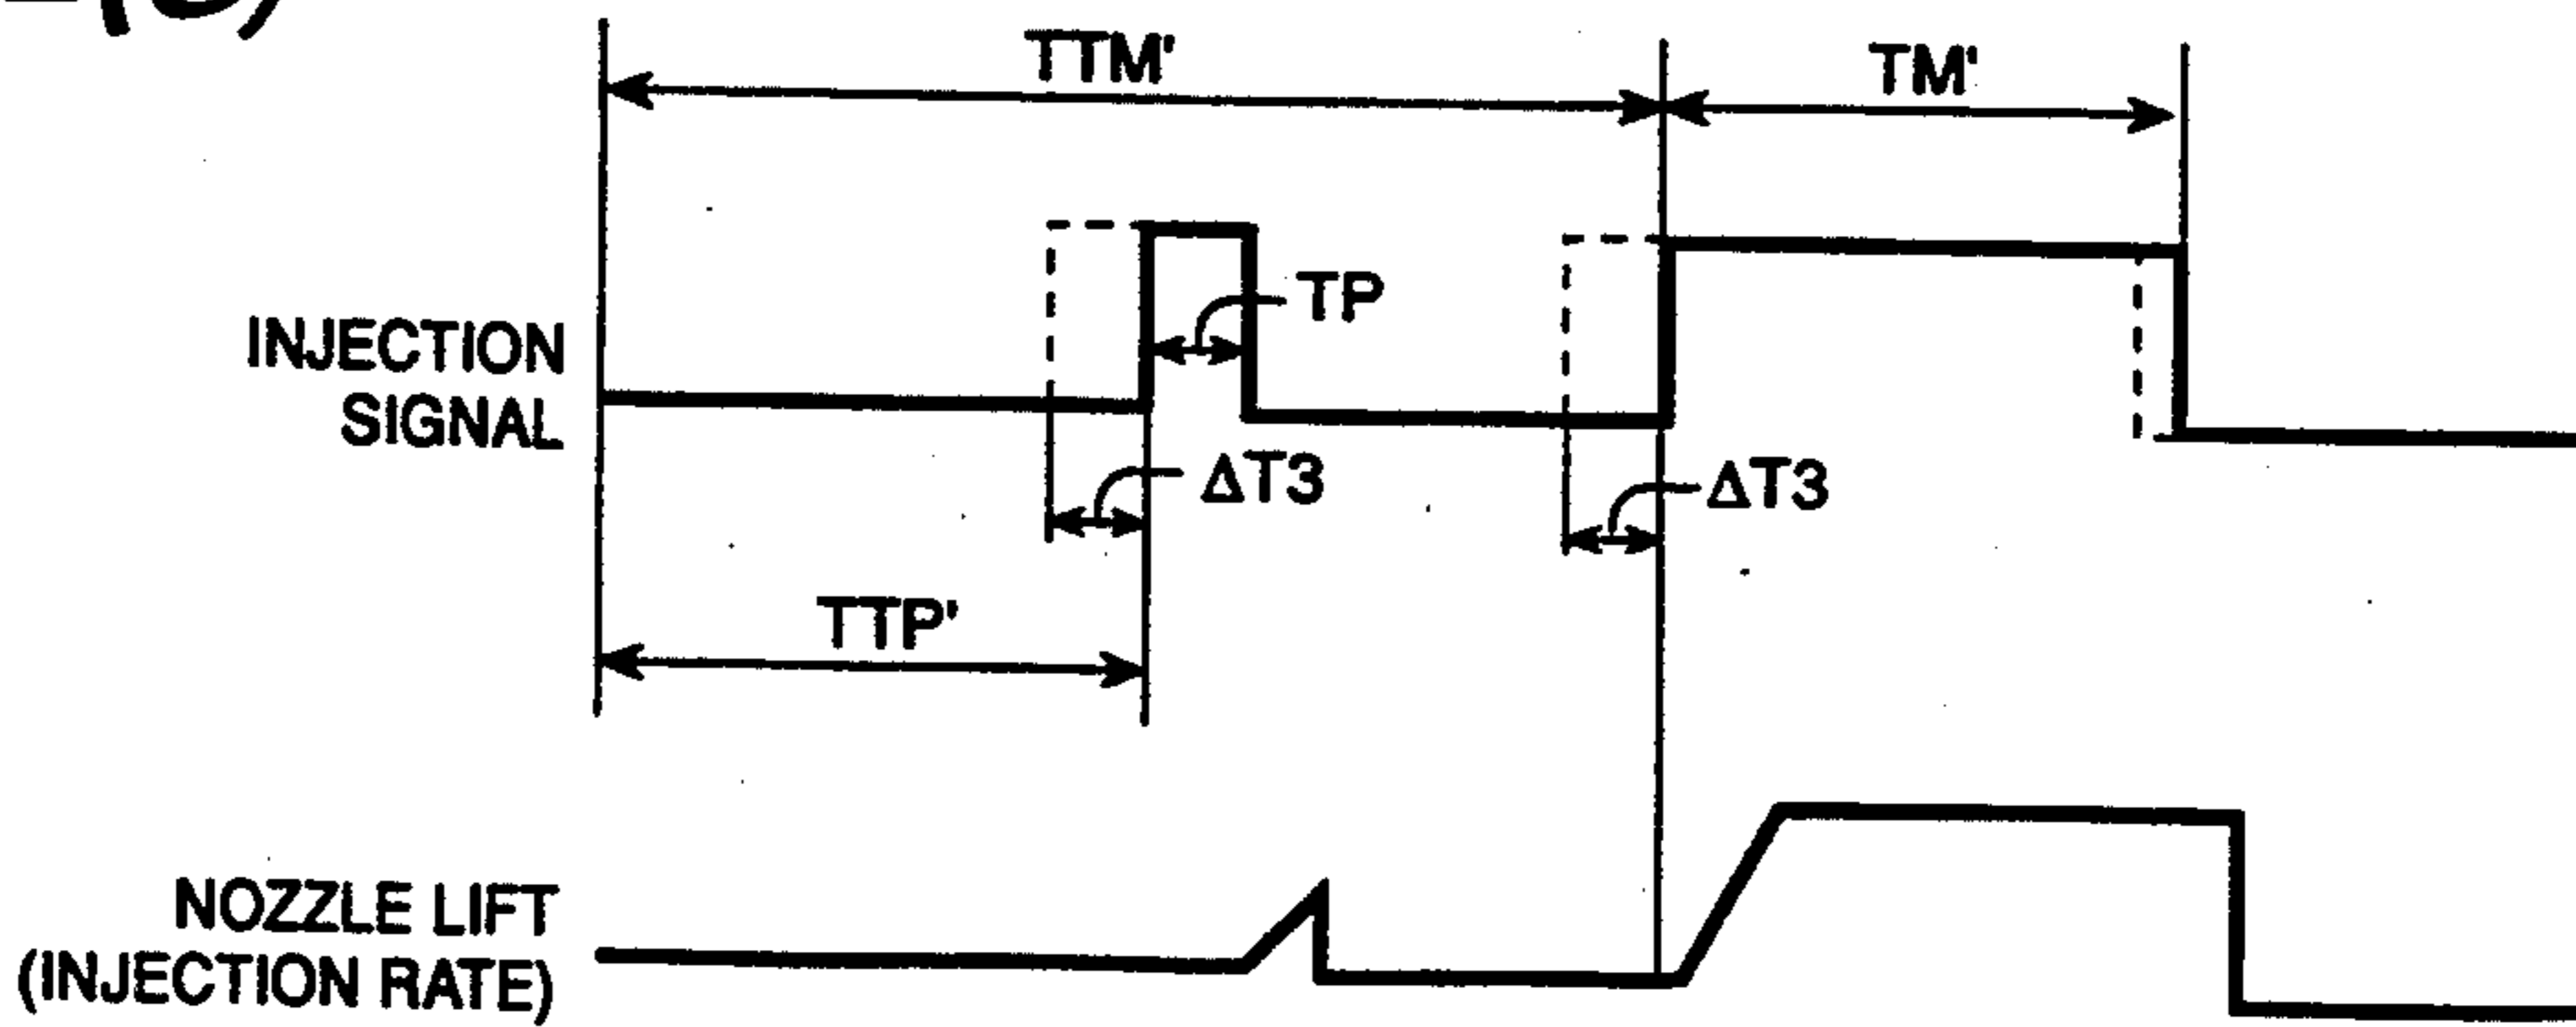 TTM'
TM'
INJECTION
SIGNAL
TP
ΔT3
ΔT3
TTP'
NOZZLE LIFT
(INJECTION RATE)